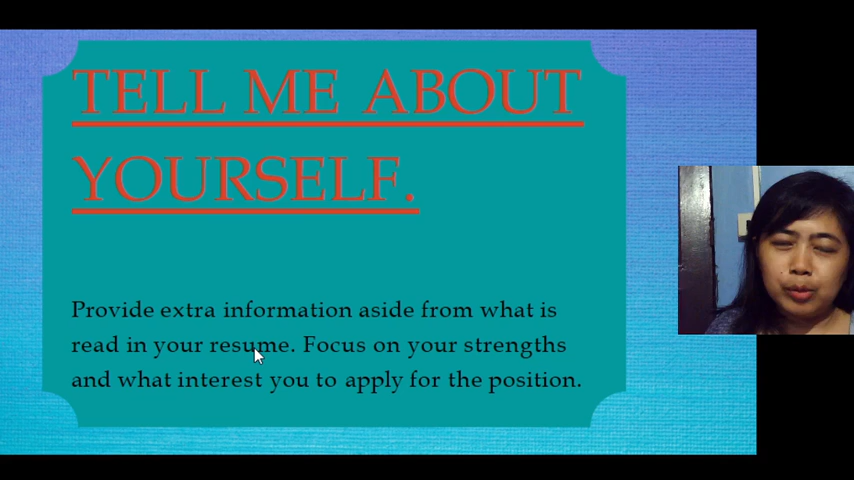 TELL ME ABOUT
YOURSELF.
Provide extra information aside from what is
read in your resume. Focus on your strengths
and what interest you to apply for the position.